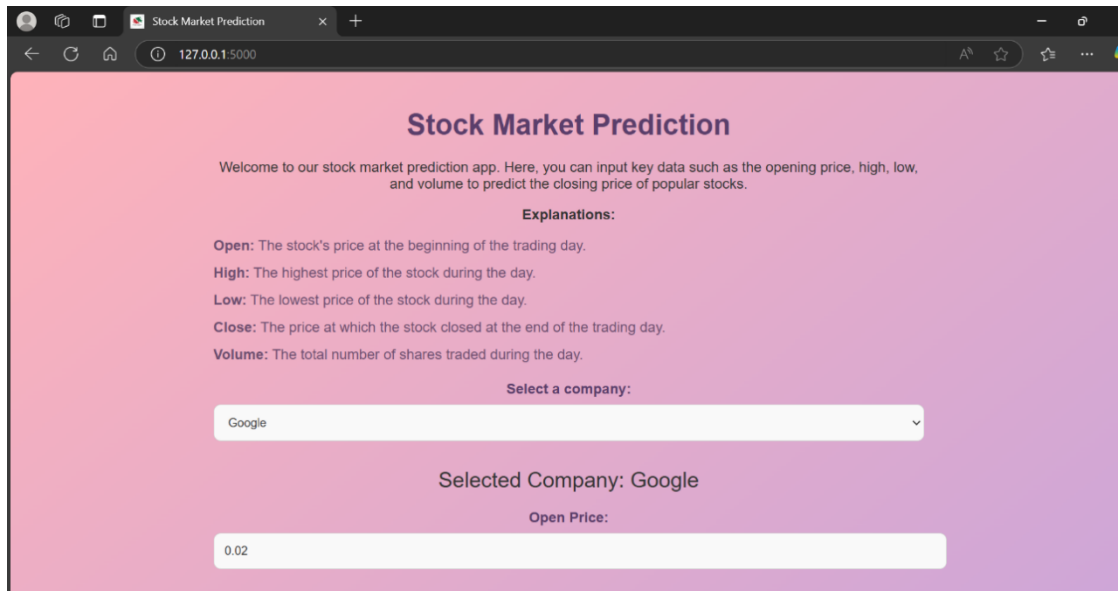 Stock Market Prediction
127.0.0.1:5000
Stock Market Prediction
Welcome to our stock market prediction app. Here, you can input key data such as the opening price, high, low,
and volume to predict the closing price of popular stocks.
Explanations:
Open: The stock's price at the beginning of the trading day.
High: The highest price of the stock during the day.
Low: The lowest price of the stock during the day.
Close: The price at which the stock closed at the end of the trading day.
Volume: The total number of shares traded during the day.
Select a company:
Google
Selected Company: Google
Open Price:
0.02